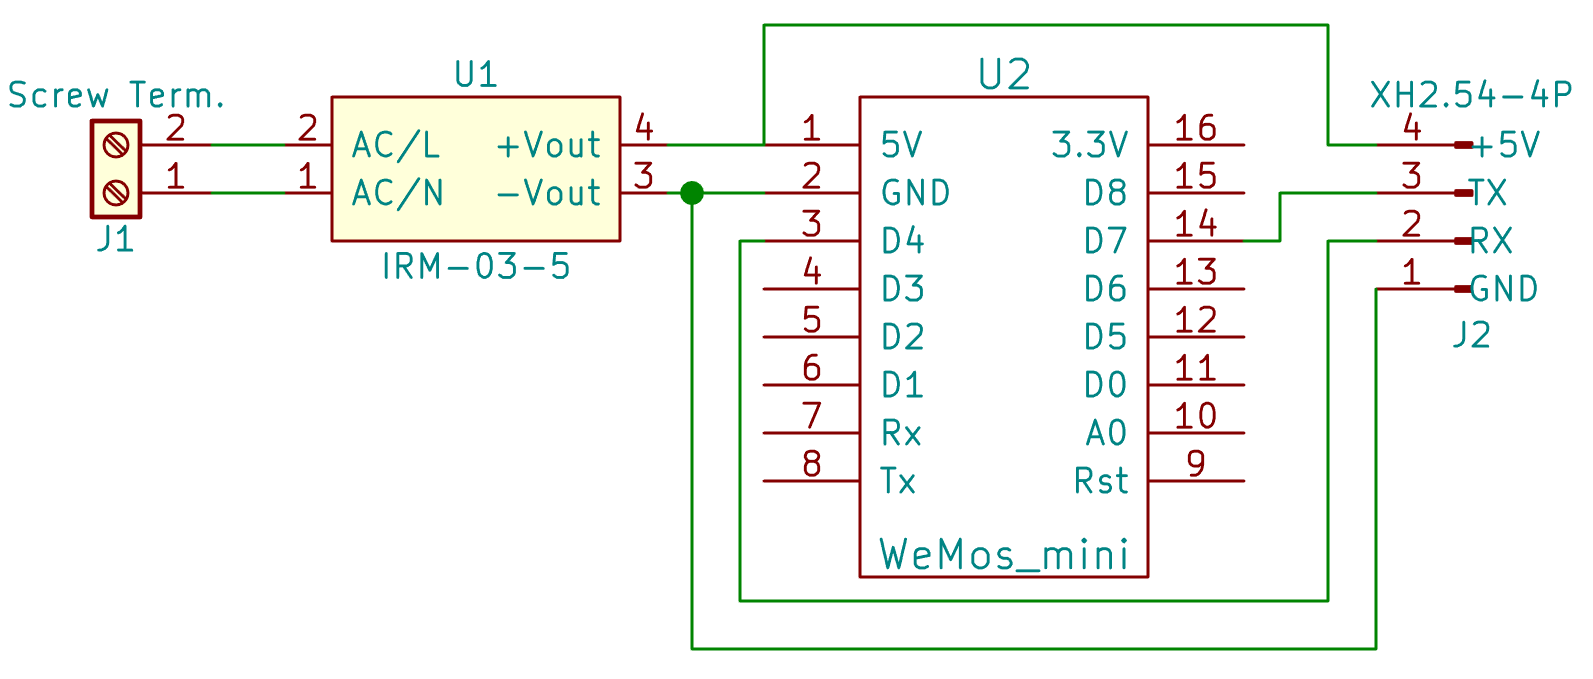 Screw Term.
2
1
J1
U1
2
1
AC/L
AC/N
+Vout
-Vout
4
3
IRM-03-5
U2
1
2
3
4
5
6
7
8
5V
GND
D4
D3
D2
D1
Rx
Tx
3.3V
D8
D7
D6
D5
D0
A0
Rst
16
15
14
13
12
11
10
9
WeMos_mini
XH2.54-4P
4
3
2
1
+5V
TX
RX
GND
J2